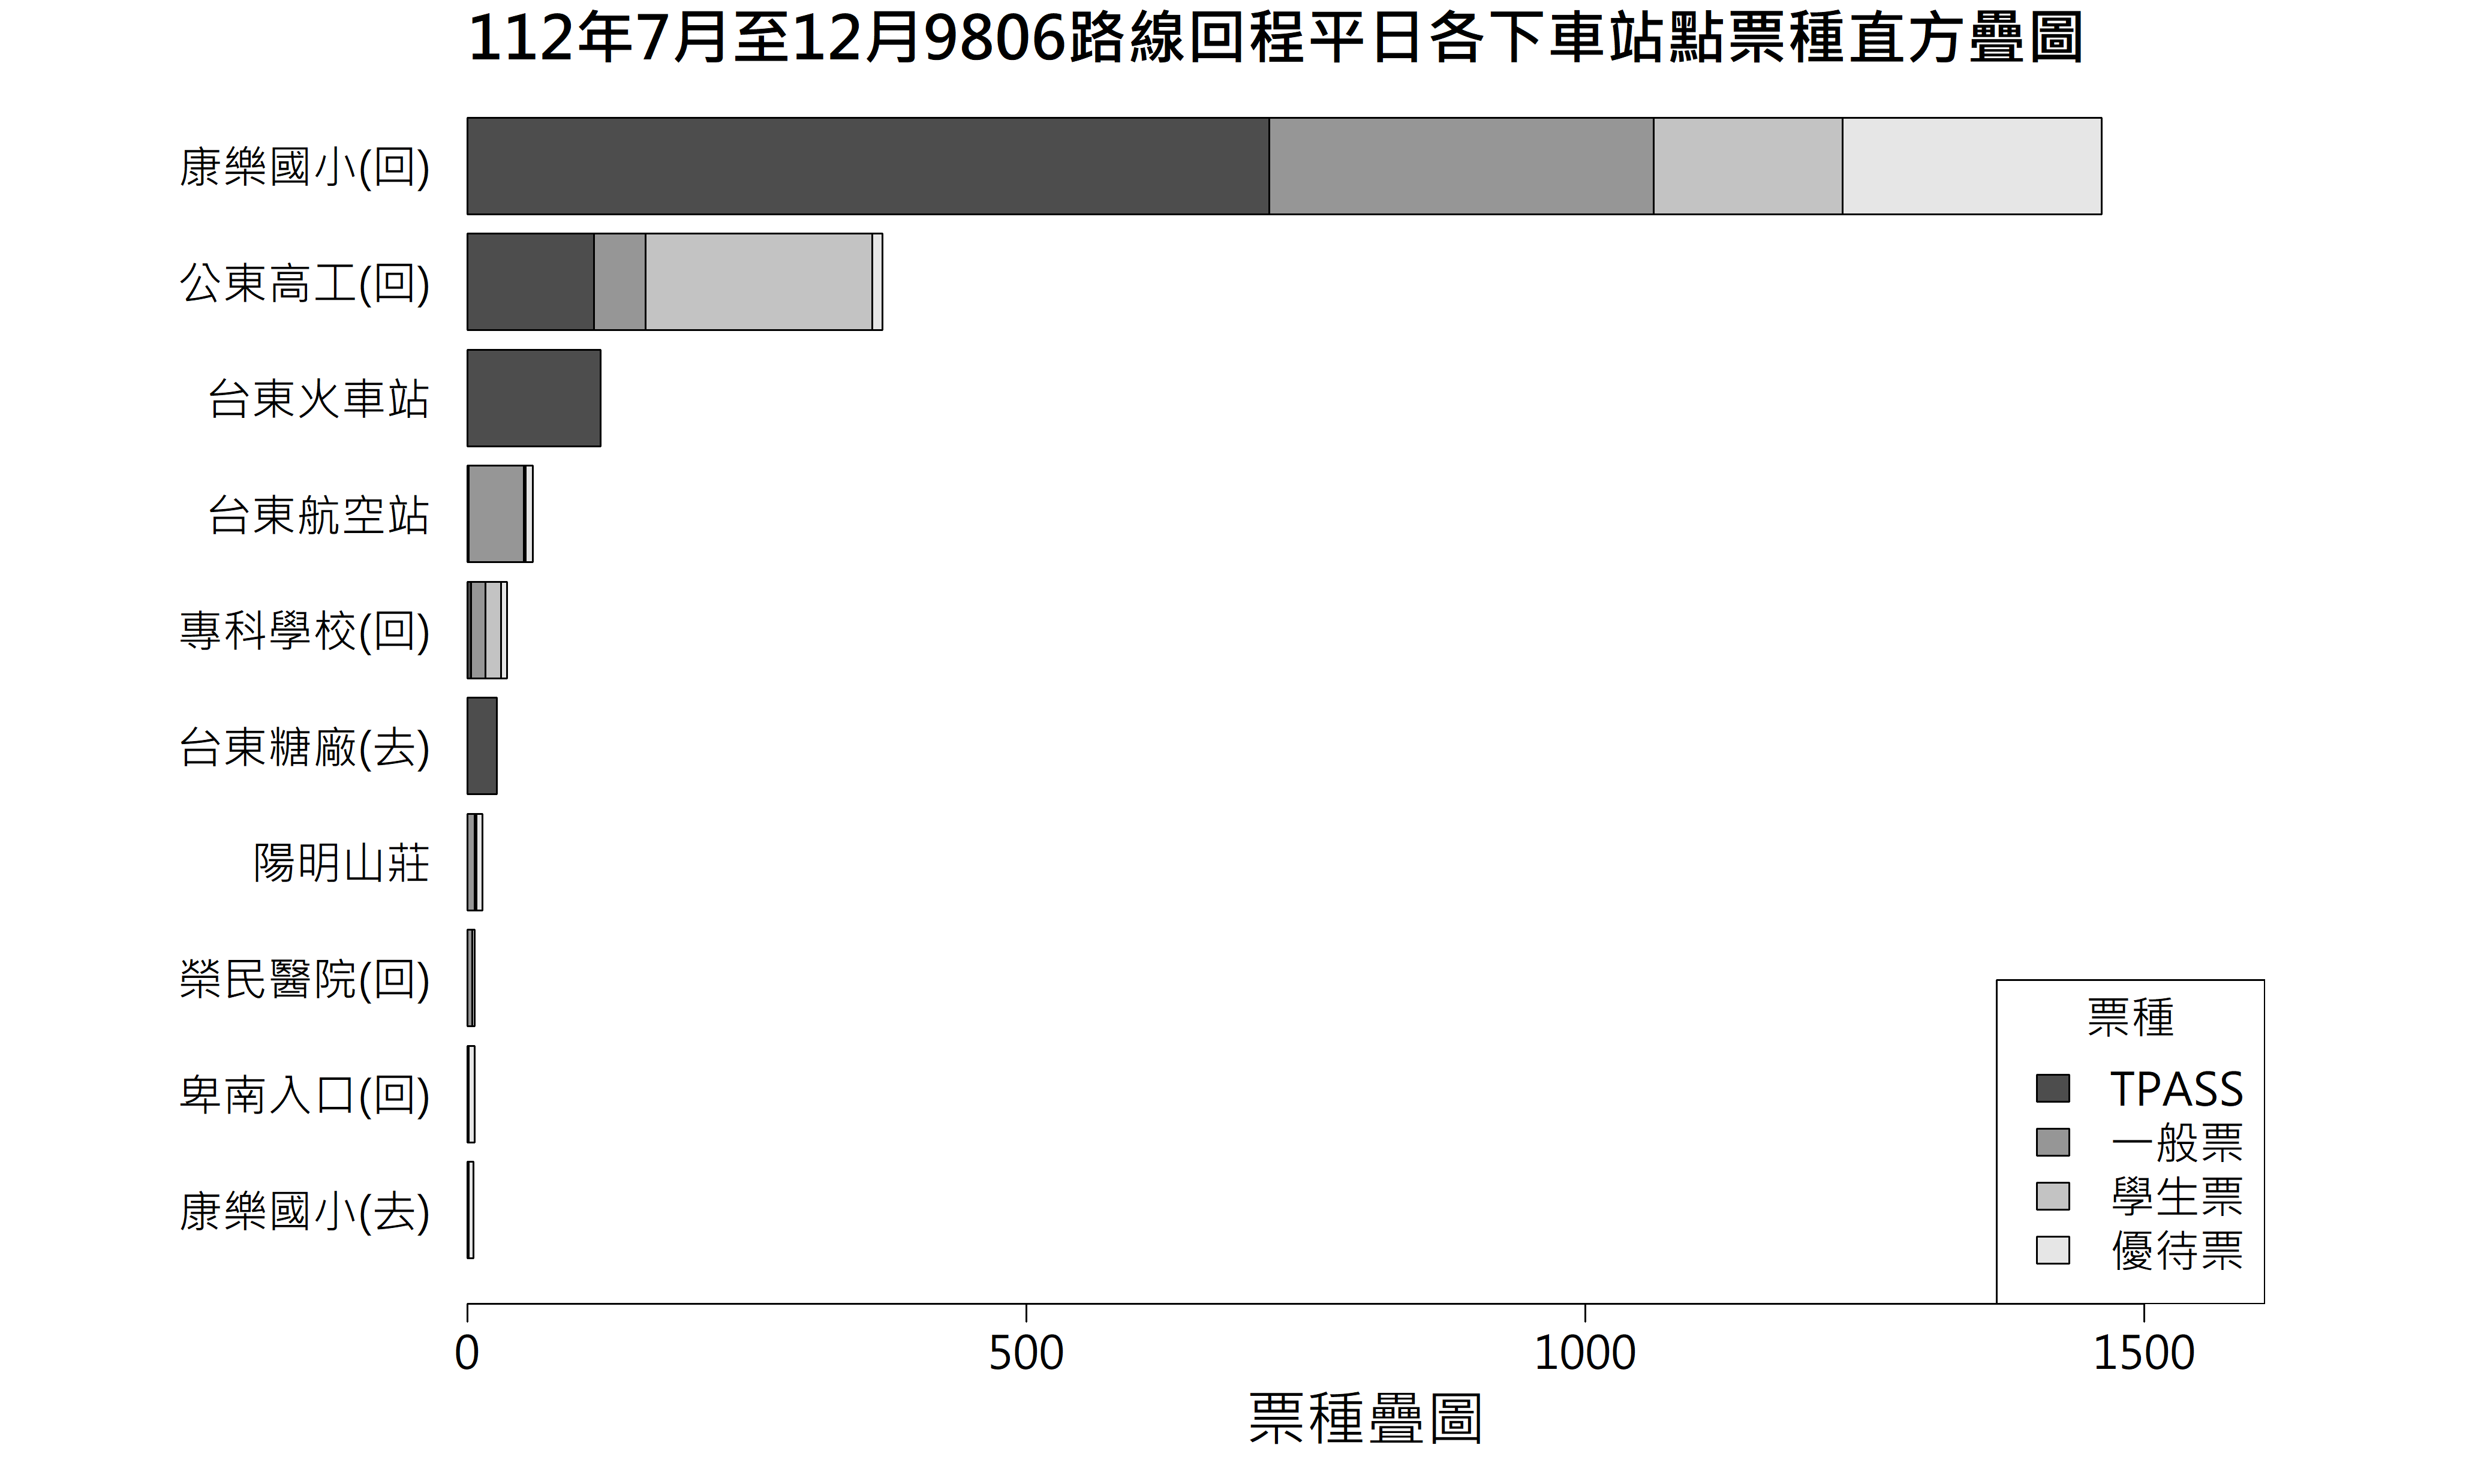 112年7月至12月9806路線回程平日各下車站點票種直方疊圖
康樂國小(回)
公東高工(回)
台東火車站
台東航空站
專科學校(回)
台東糖廠(去)
陽明山莊
榮民醫院(回)
卑南入口(回)
康樂國小(去)
票種
TPASS
一般票
學生票
優待票
0 500 1000 1500
票種疊圖